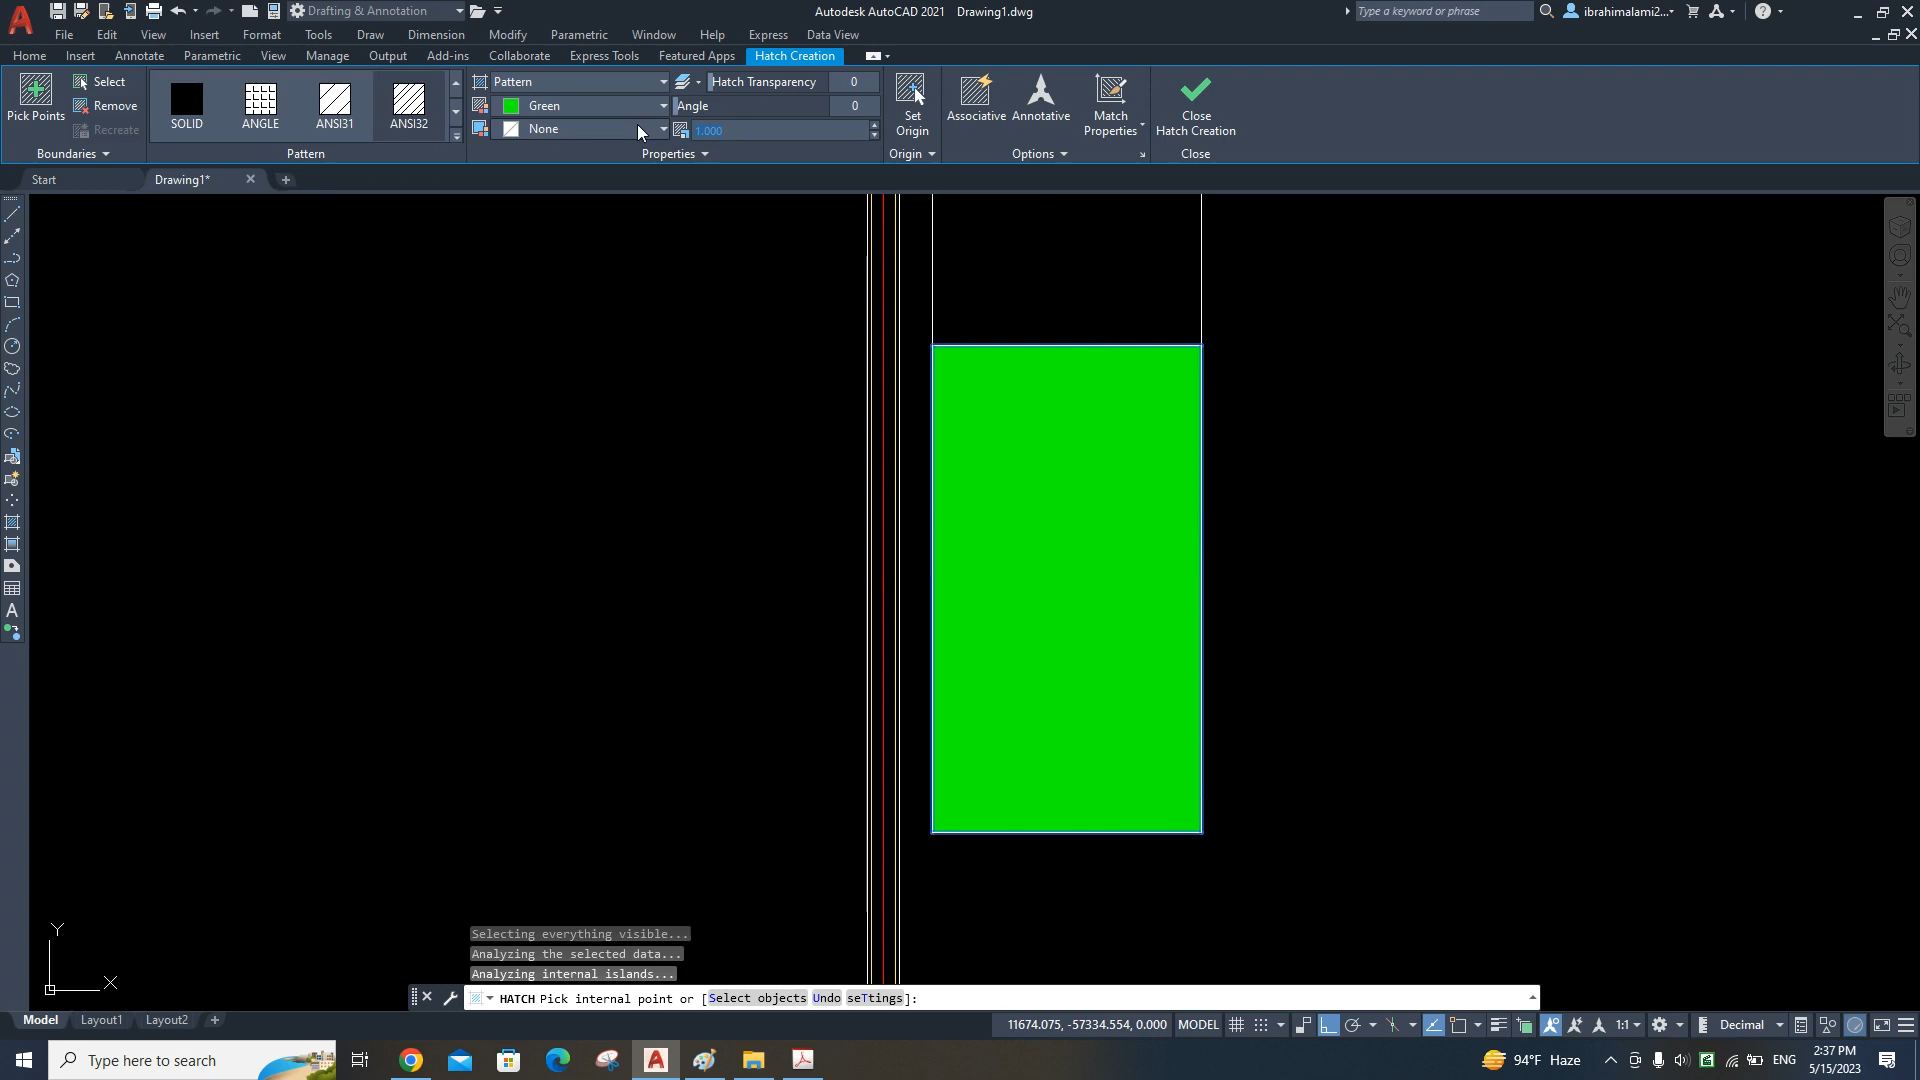 Drafting & Annotation
Autodesk AutoCAD 2021 Drawing1.dwg
Type a keyword or phrase
ibrahimalami2...
File Edit View Insert Format Tools Draw Dimension Modify Parametric Window Help Express Data View
Home Insert Annotate Parametric View Manage Output Add-ins Collaborate Express Tools Featured Apps Hatch Creation
Pick Points
Select
Remove
Recreate
Boundaries
SOLID ANGLE ANSI31 ANSI32
Pattern
Pattern
Green
None
Hatch Transparency 0
Angle 0
1.000
Properties
Set
Origin
Origin
Associative
Annotative
Match
Properties
Options
Close
Hatch Creation
Close
Start Drawing1*
Selecting everything visible...
Analyzing the selected data...
Analyzing internal islands...
Y
X
HATCH Pick internal point or [Select objects Undo seTtings]:
Model Layout1 Layout2
11674.075, -57334.554, 0.000 MODEL
1:1
Decimal
Type here to search
94°F Haze
ENG
2:37 PM
5/15/2023